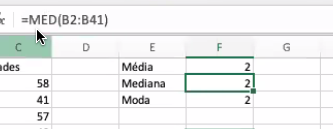 =MED(B2:B41)
C D E F G
ades Média 2
58 Mediana 2
41 Moda 2
57